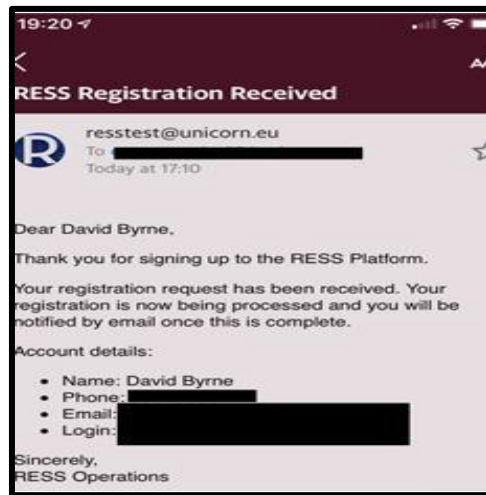 19:20
AA
RESS Registration Received
R
resstest@unicorn.eu
To
Today at 17:10
Dear David Byrne,
Thank you for signing up to the RESS Platform.
Your registration request has been received. Your
registration is now being processed and you will be
notified by email once this is complete.
Account details:
• Name: David Byrne
• Phone:
• Email:
• Login:
Sincerely,
RESS Operations